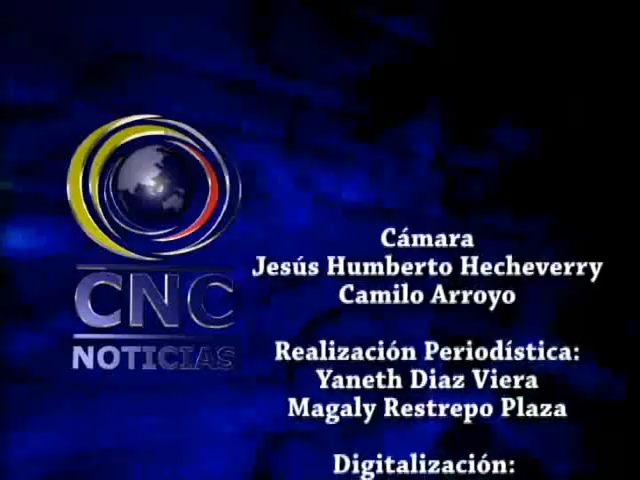 CNC
NOTICIAS
Cámara
Jesús Humberto Hecheverry
Camilo Arroyo
Realización Periodística:
Yaneth Diaz Viera
Magaly Restrepo Plaza
Digitalización: